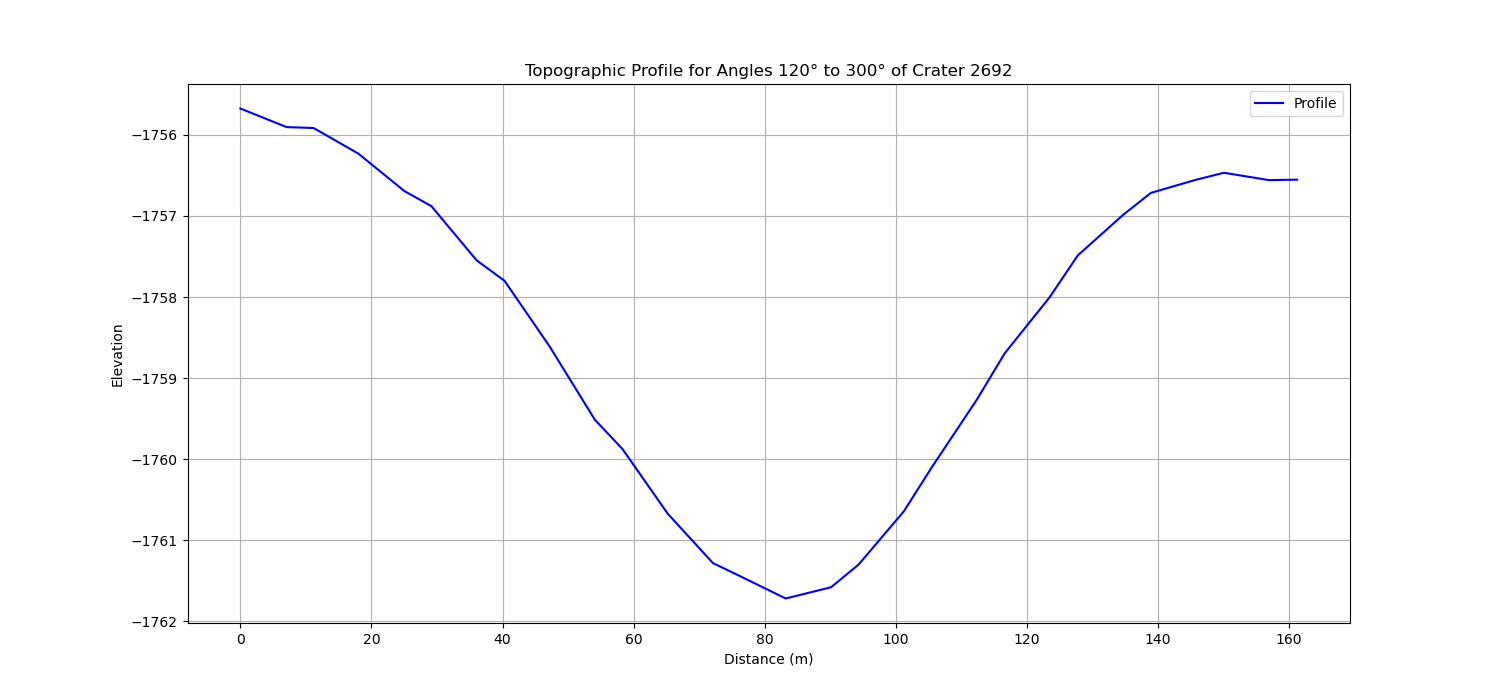 Topographic Profile for Angles 120° to 300° of Crater 2692
Profile
−1756
−1757
−1758
−1759
−1760
−1761
−1762
Elevation
0 20 40 60 80 100 120 140 160
Distance (m)